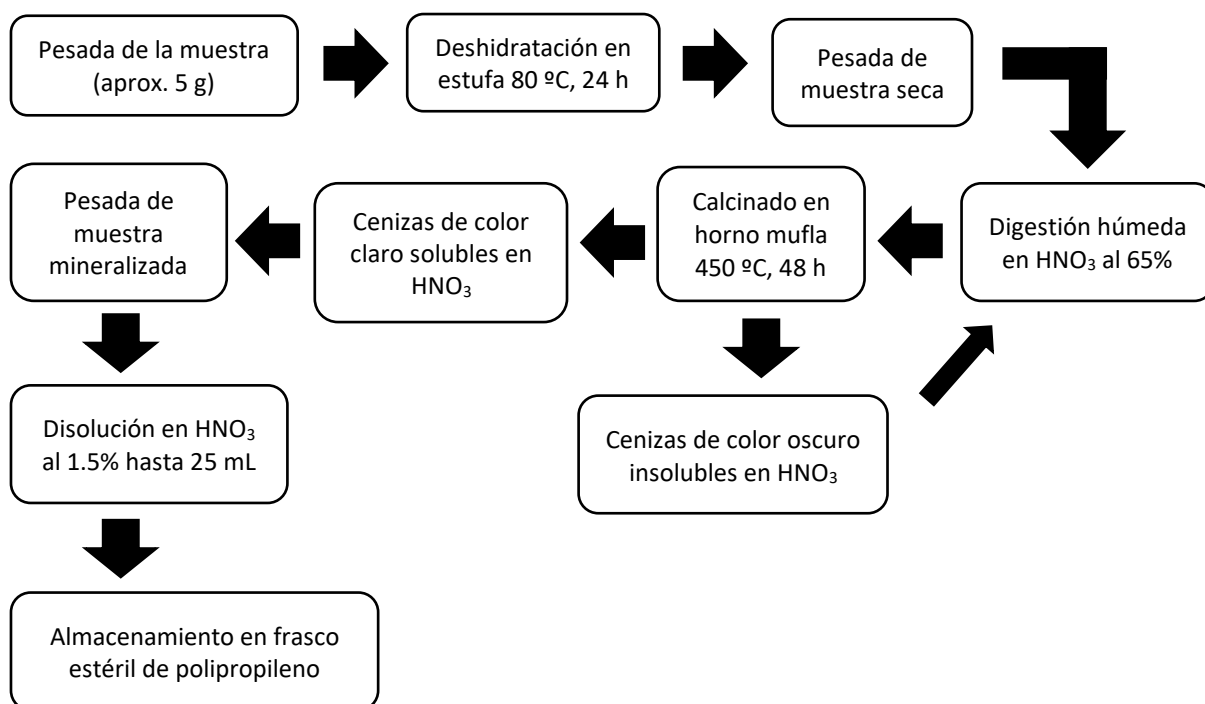 Pesada de la muestra
(aprox. 5 g)
Deshidratación en
estufa 80 ºC, 24 h
Pesada de
muestra seca
Digestión húmeda
en HNO₃ al 65%
Calcinado en
horno mufla
450 ºC, 48 h
Cenizas de color
claro solubles en
HNO₃
Pesada de
muestra
mineralizada
Cenizas de color oscuro
insolubles en HNO₃
Disolución en HNO₃
al 1.5% hasta 25 mL
Almacenamiento en frasco
estéril de polipropileno